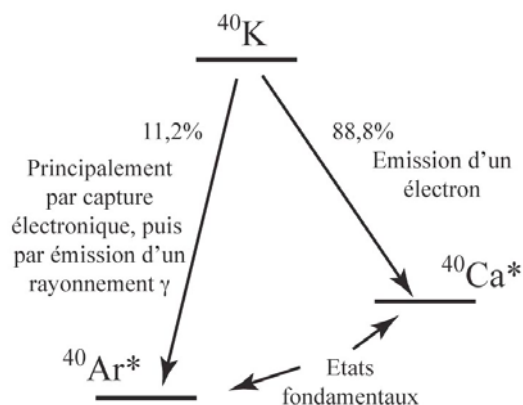 ⁴⁰K
11,2%
Principalement
par capture
électronique, puis
par émission d'un
rayonnement γ
88,8%
Emission d'un
électron
⁴⁰Ca*
⁴⁰Ar*
Etats
fondamentaux